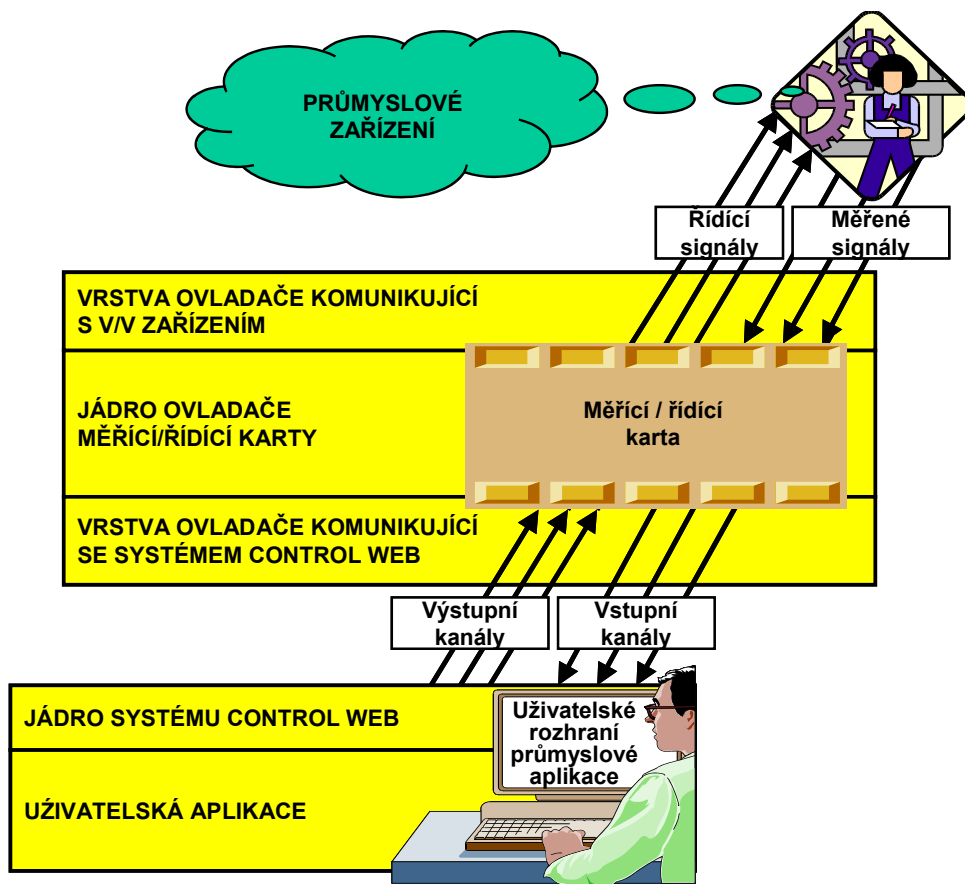 PRŮMYSLOVÉ
ZAŘÍZENÍ
Řídící
signály
Měřené
signály
VRSTVA OVLADAČE KOMUNIKUJÍCÍ
S V/V ZAŘÍZENÍM
JÁDRO OVLADAČE
MĚŘÍCÍ/ŘÍDÍCÍ KARTY
Měřící / řídící
karta
VRSTVA OVLADAČE KOMUNIKUJÍCÍ
SE SYSTÉMEM CONTROL WEB
Výstupní
kanály
Vstupní
kanály
JÁDRO SYSTÉMU CONTROL WEB
Uživatelské
rozhraní
průmyslové
aplikace
UŹIVATELSKÁ APLIKACE